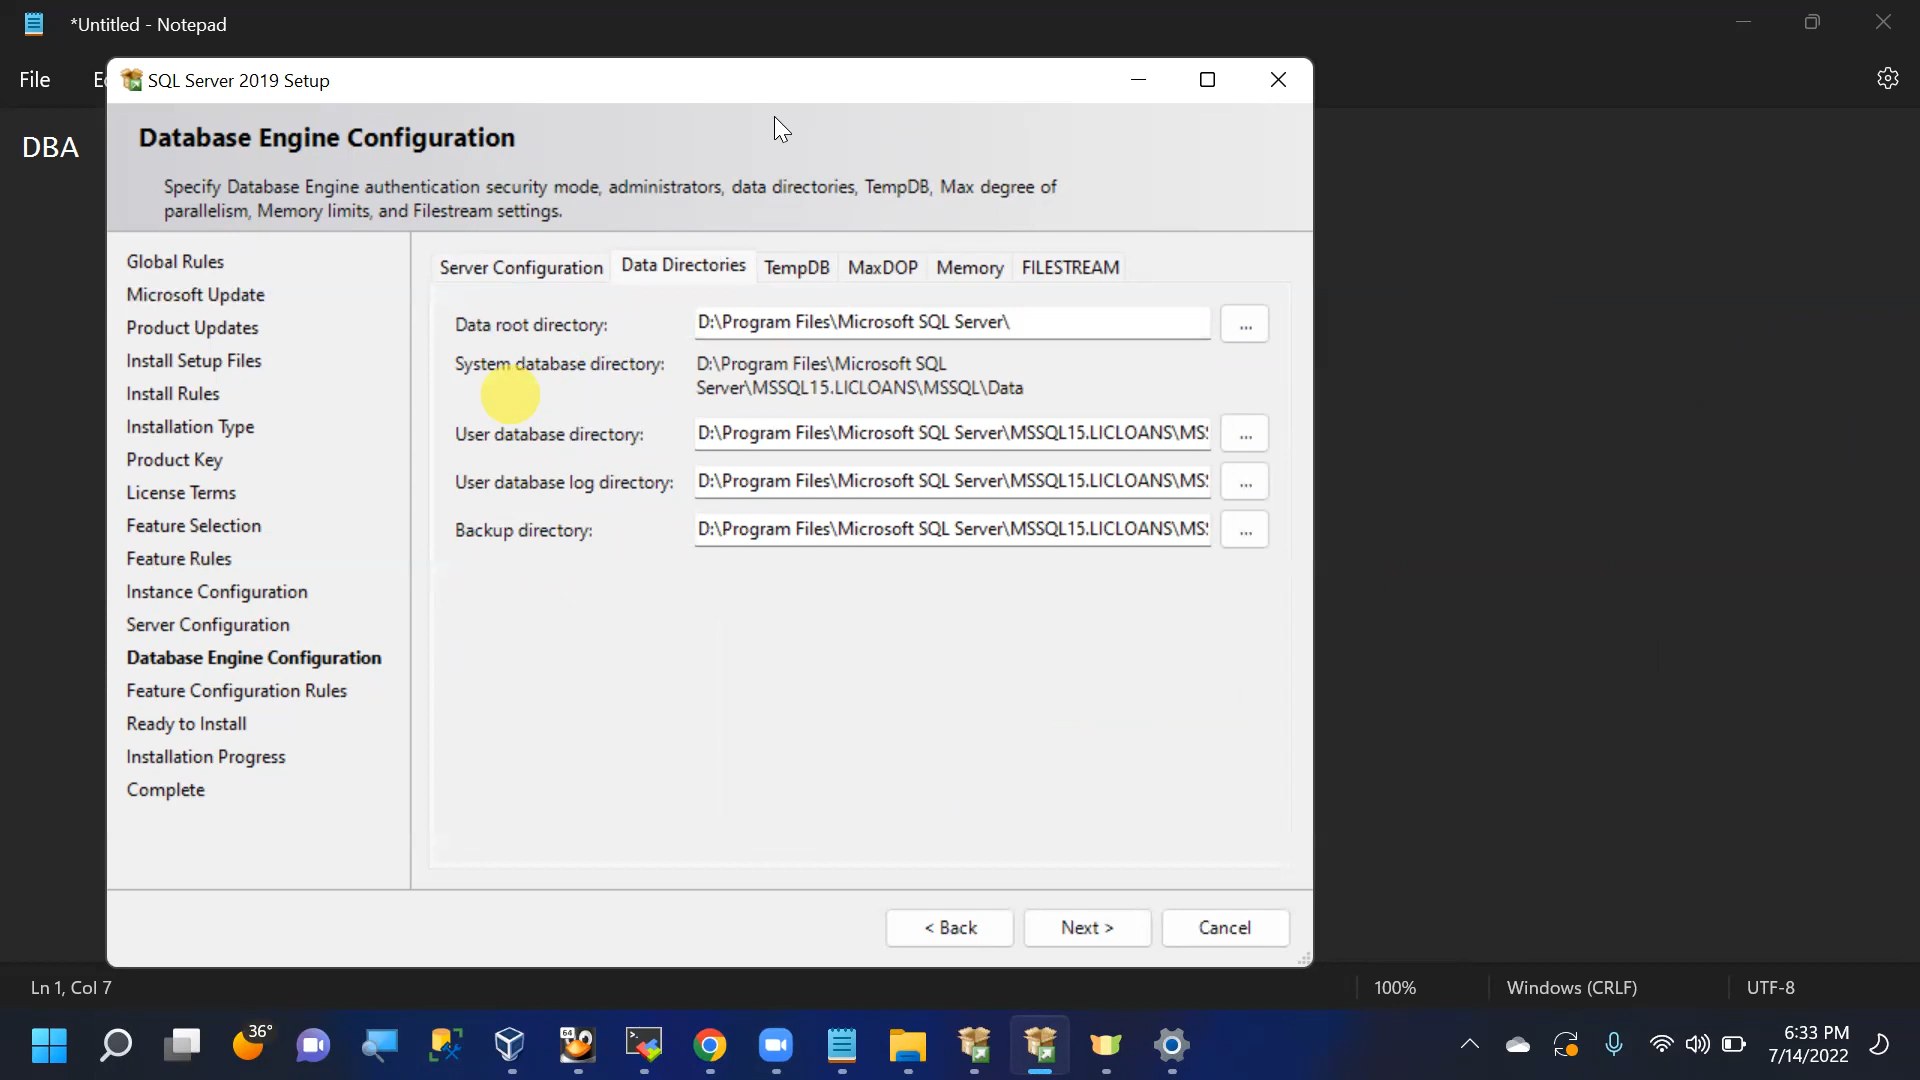 *Untitled - Notepad
File
DBA
SQL Server 2019 Setup
Database Engine Configuration
Specify Database Engine authentication security mode, administrators, data directories, TempDB, Max degree of
parallelism, Memory limits, and Filestream settings.
Global Rules
Microsoft Update
Product Updates
Install Setup Files
Install Rules
Installation Type
Product Key
License Terms
Feature Selection
Feature Rules
Instance Configuration
Server Configuration
Database Engine Configuration
Feature Configuration Rules
Ready to Install
Installation Progress
Complete
Server Configuration Data Directories TempDB MaxDOP Memory FILESTREAM
Data root directory: D:\Program Files\Microsoft SQL Server\ ...
System database directory: D:\Program Files\Microsoft SQL
Server\MSSQL15.LICLOANS\MSSQL\Data
User database directory: D:\Program Files\Microsoft SQL Server\MSSQL15.LICLOANS\MS ...
User database log directory: D:\Program Files\Microsoft SQL Server\MSSQL15.LICLOANS\MS ...
Backup directory: D:\Program Files\Microsoft SQL Server\MSSQL15.LICLOANS\MS ...
< Back Next > Cancel
Ln 1, Col 7 100% Windows (CRLF) UTF-8
36°
64
6:33 PM
7/14/2022